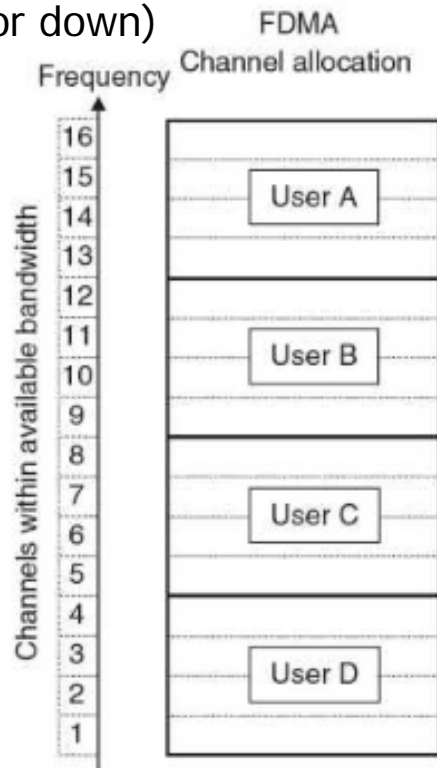 or down)
FDMA
Channel allocation
Frequency
Channels within available bandwidth
16
15
14
13
12
11
10
9
8
7
6
5
4
3
2
1
User A
User B
User C
User D